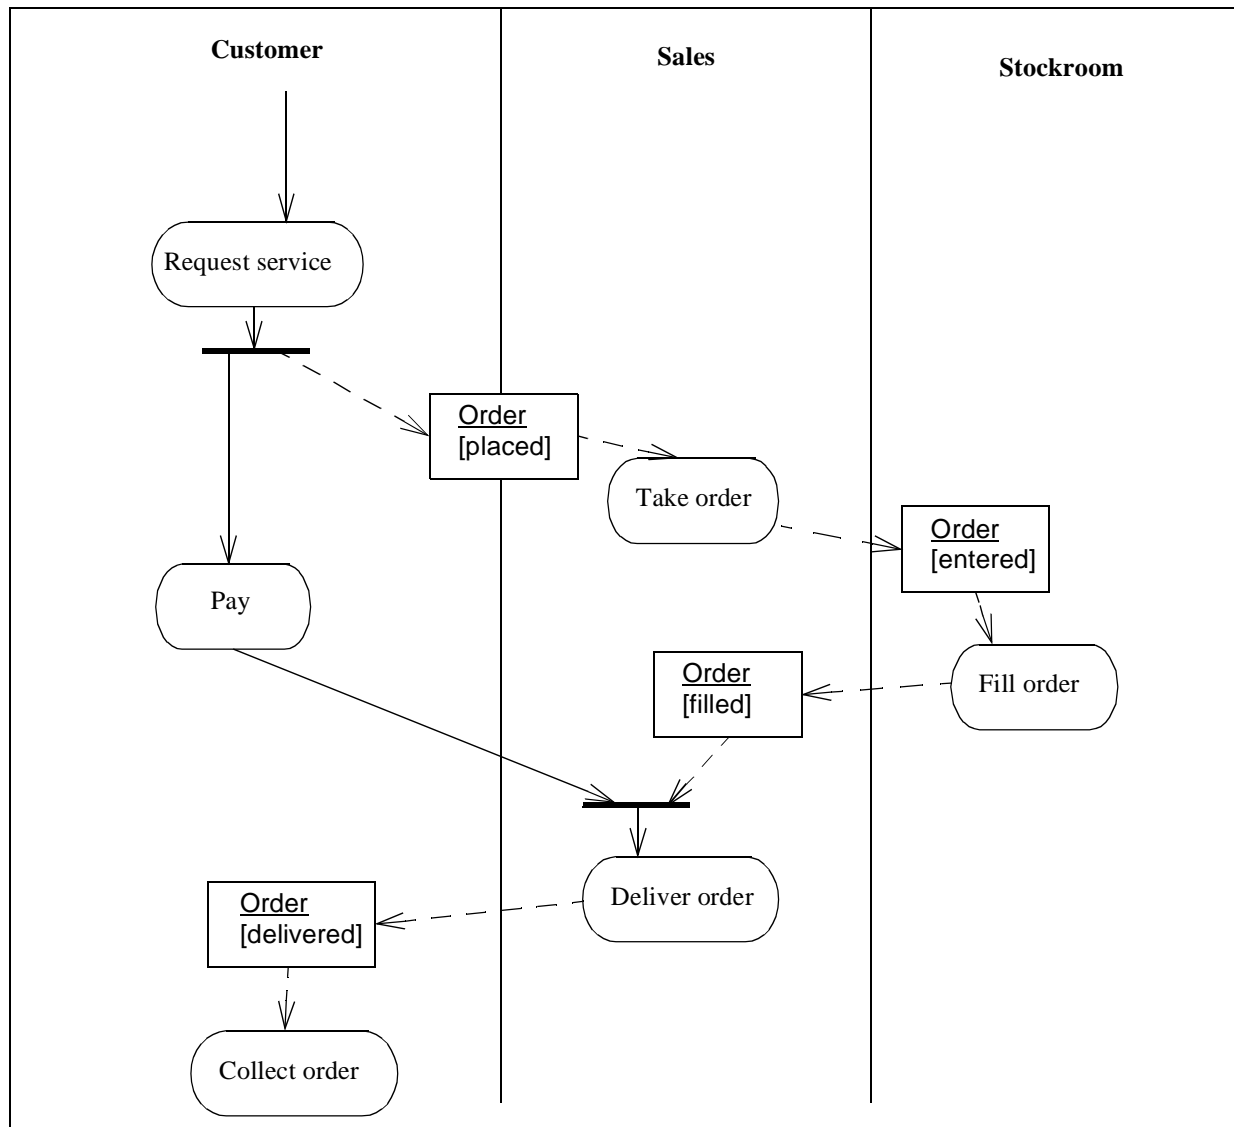 Customer
Sales
Stockroom
Request service
Order
[placed]
Take order
Order
[entered]
Pay
Order
[filled]
Fill order
Deliver order
Order
[delivered]
Collect order